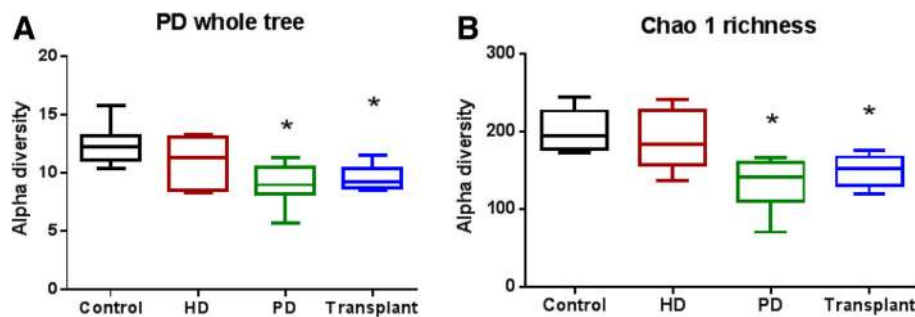 A
PD whole tree
Alpha diversity
20
15
10
5
0
*
*
Control HD PD Transplant
B
Chao 1 richness
Alpha diversity
300
200
100
0
*
*
Control HD PD Transplant